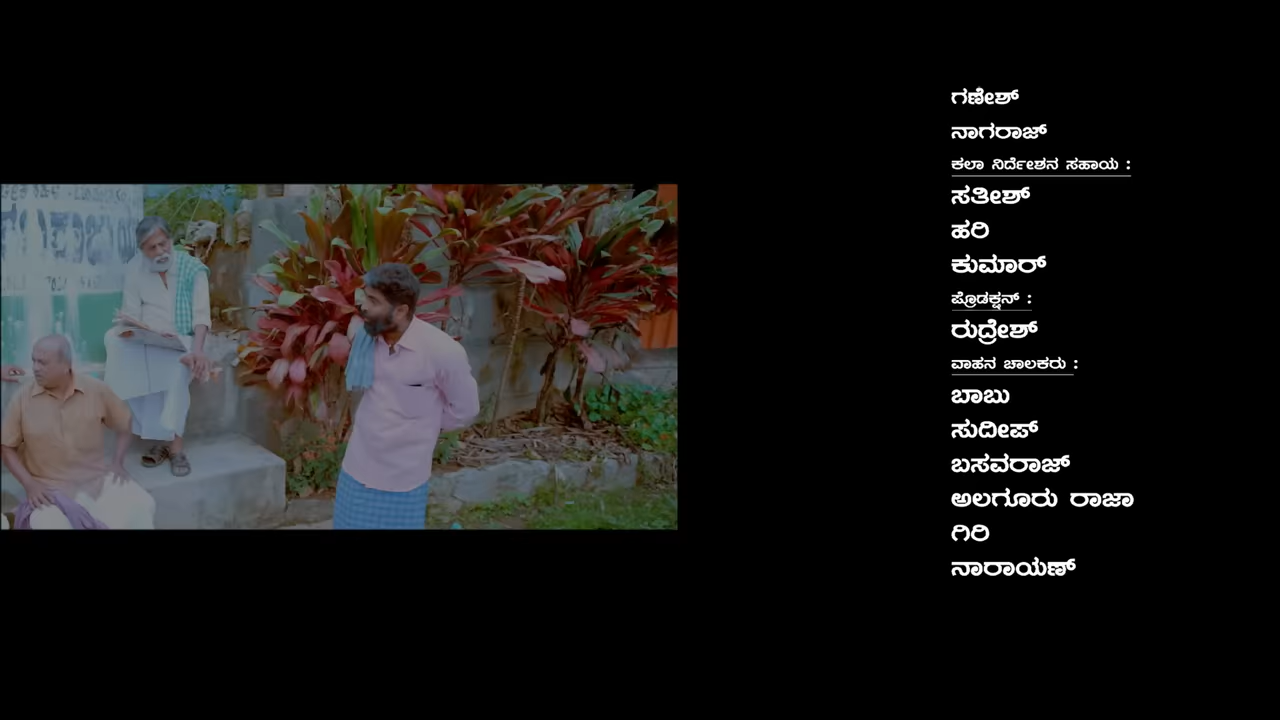 ಗಣೇಶ್
ನಾಗರಾಜ್
ಕಲಾ ನಿರ್ದೇಶನ ಸಹಾಯ :
ಸತೀಶ್
ಹರಿ
ಕುಮಾರ್
ಪ್ರೊಡಕ್ಷನ್ :
ರುದ್ರೇಶ್
ವಾಹನ ಚಾಲಕರು :
ಬಾಬು
ಸುದೀಪ್
ಬಸವರಾಜ್
ಅಲಗೂರು ರಾಜಾ
ಗಿರಿ
ನಾರಾಯಣ್